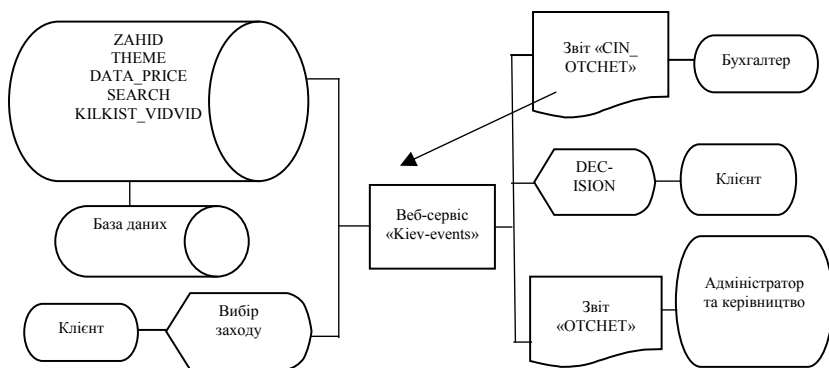 ZAHID
THEME
DATA_PRICE
SEARCH
KILKIST_VIDVID
База даних
Клієнт
Вибір
заходу
Веб-сервіс
«Kiev-events»
Звіт «CIN_
OTCHET»
Бухгалтер
DEC-
ISION
Клієнт
Звіт
«OTCHET»
Адміністратор
та керівництво